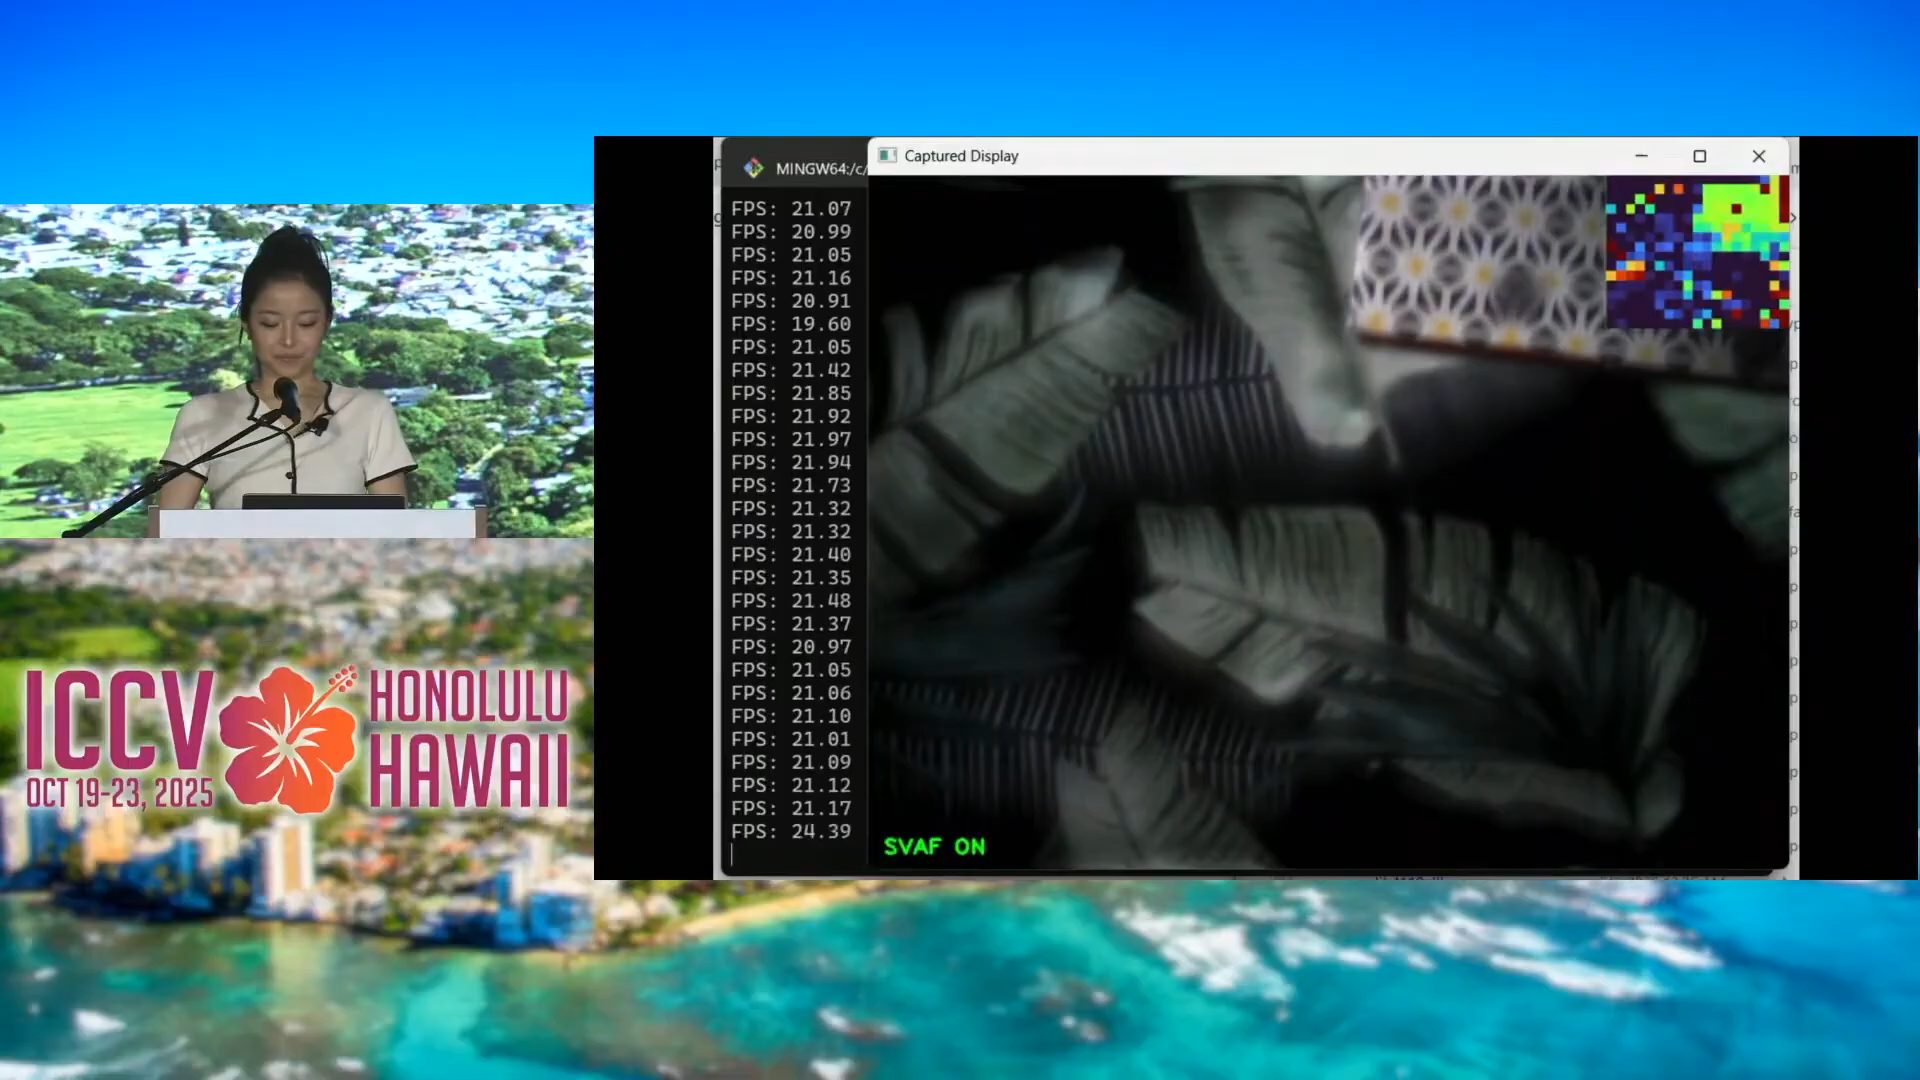 ICCV
OCT 19-23, 2025
HONOLULU
HAWAII
MINGW64:/c/
Captured Display
FPS: 21.07
FPS: 20.99
FPS: 21.05
FPS: 21.16
FPS: 20.91
FPS: 19.60
FPS: 21.05
FPS: 21.42
FPS: 21.85
FPS: 21.92
FPS: 21.97
FPS: 21.94
FPS: 21.73
FPS: 21.32
FPS: 21.32
FPS: 21.40
FPS: 21.35
FPS: 21.48
FPS: 21.37
FPS: 20.97
FPS: 21.05
FPS: 21.06
FPS: 21.10
FPS: 21.01
FPS: 21.09
FPS: 21.12
FPS: 21.17
FPS: 24.39
SVAF ON